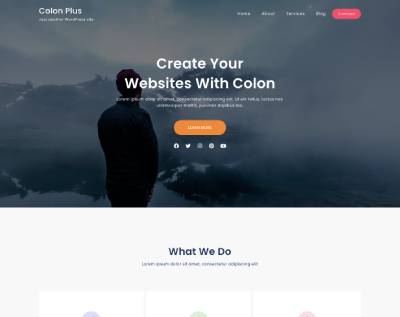 Colon Plus
Just another WordPress site
Home
About
Services
Blog
Contact
Create Your
Websites With Colon
Lorem ipsum dolor sit amet, consectetur adipiscing elit. Ut elit tellus, luctus nec
ullamcorper mattis, pulvinar dapibus leo.
LEARN MORE
What We Do
Lorem ipsum dolor sit amet, consectetur adipiscing elit